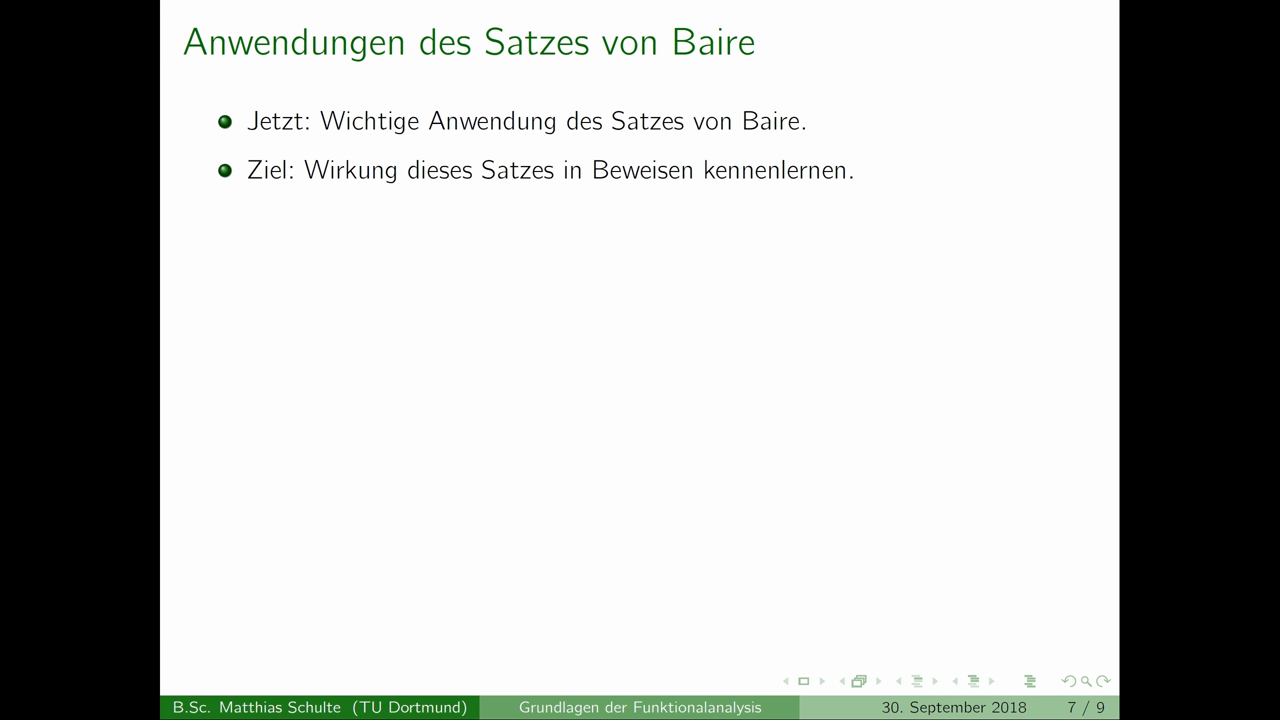 Anwendungen des Satzes von Baire
Jetzt: Wichtige Anwendung des Satzes von Baire.
Ziel: Wirkung dieses Satzes in Beweisen kennenlernen.
B.Sc. Matthias Schulte (TU Dortmund)
Grundlagen der Funktionalanalysis
30. September 2018
7 / 9